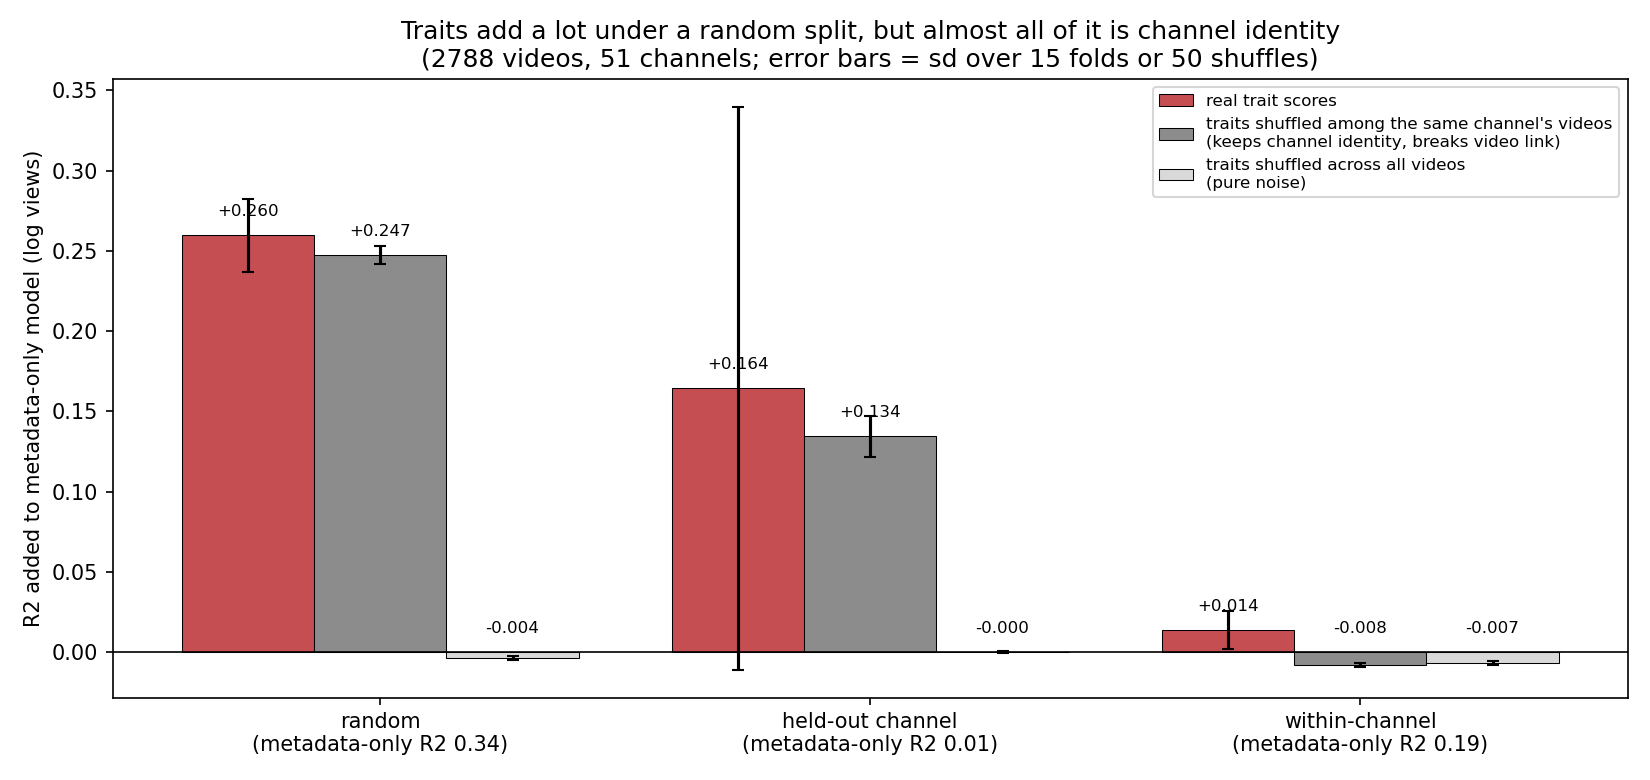 Traits add a lot under a random split, but almost all of it is channel identity
(2788 videos, 51 channels; error bars = sd over 15 folds or 50 shuffles)
R2 added to metadata-only model (log views)
0.35
0.30
0.25
0.20
0.15
0.10
0.05
0.00
real trait scores
traits shuffled among the same channel's videos
(keeps channel identity, breaks video link)
traits shuffled across all videos
(pure noise)
+0.260
+0.247
-0.004
+0.164
+0.134
-0.000
+0.014
-0.008
-0.007
random
(metadata-only R2 0.34)
held-out channel
(metadata-only R2 0.01)
within-channel
(metadata-only R2 0.19)